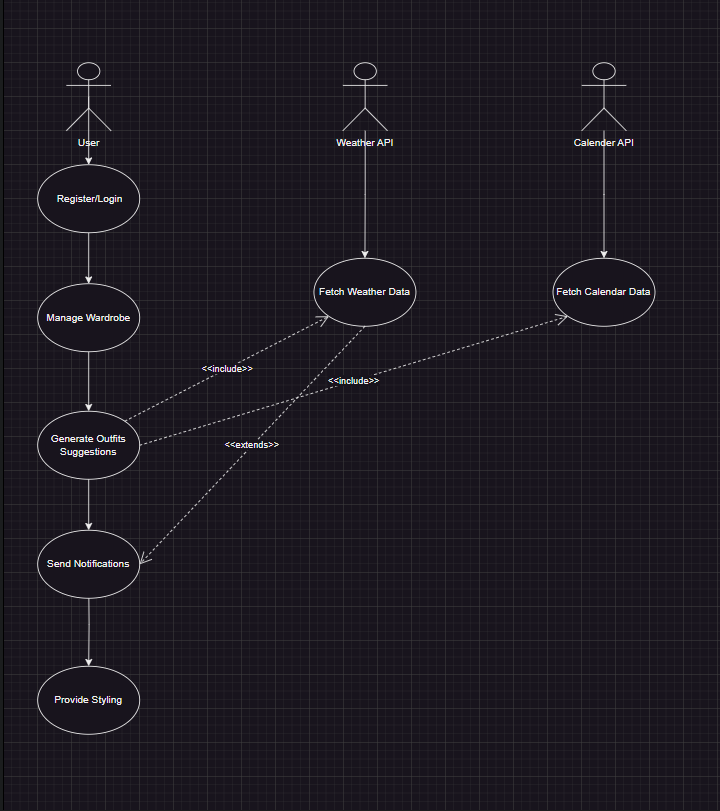 User
Weather API
Calender API
Register/Login
Fetch Weather Data
Fetch Calendar Data
Manage Wardrobe
<<include>>
<<include>>
Generate Outfits
Suggestions
<<extends>>
Send Notifications
Provide Styling